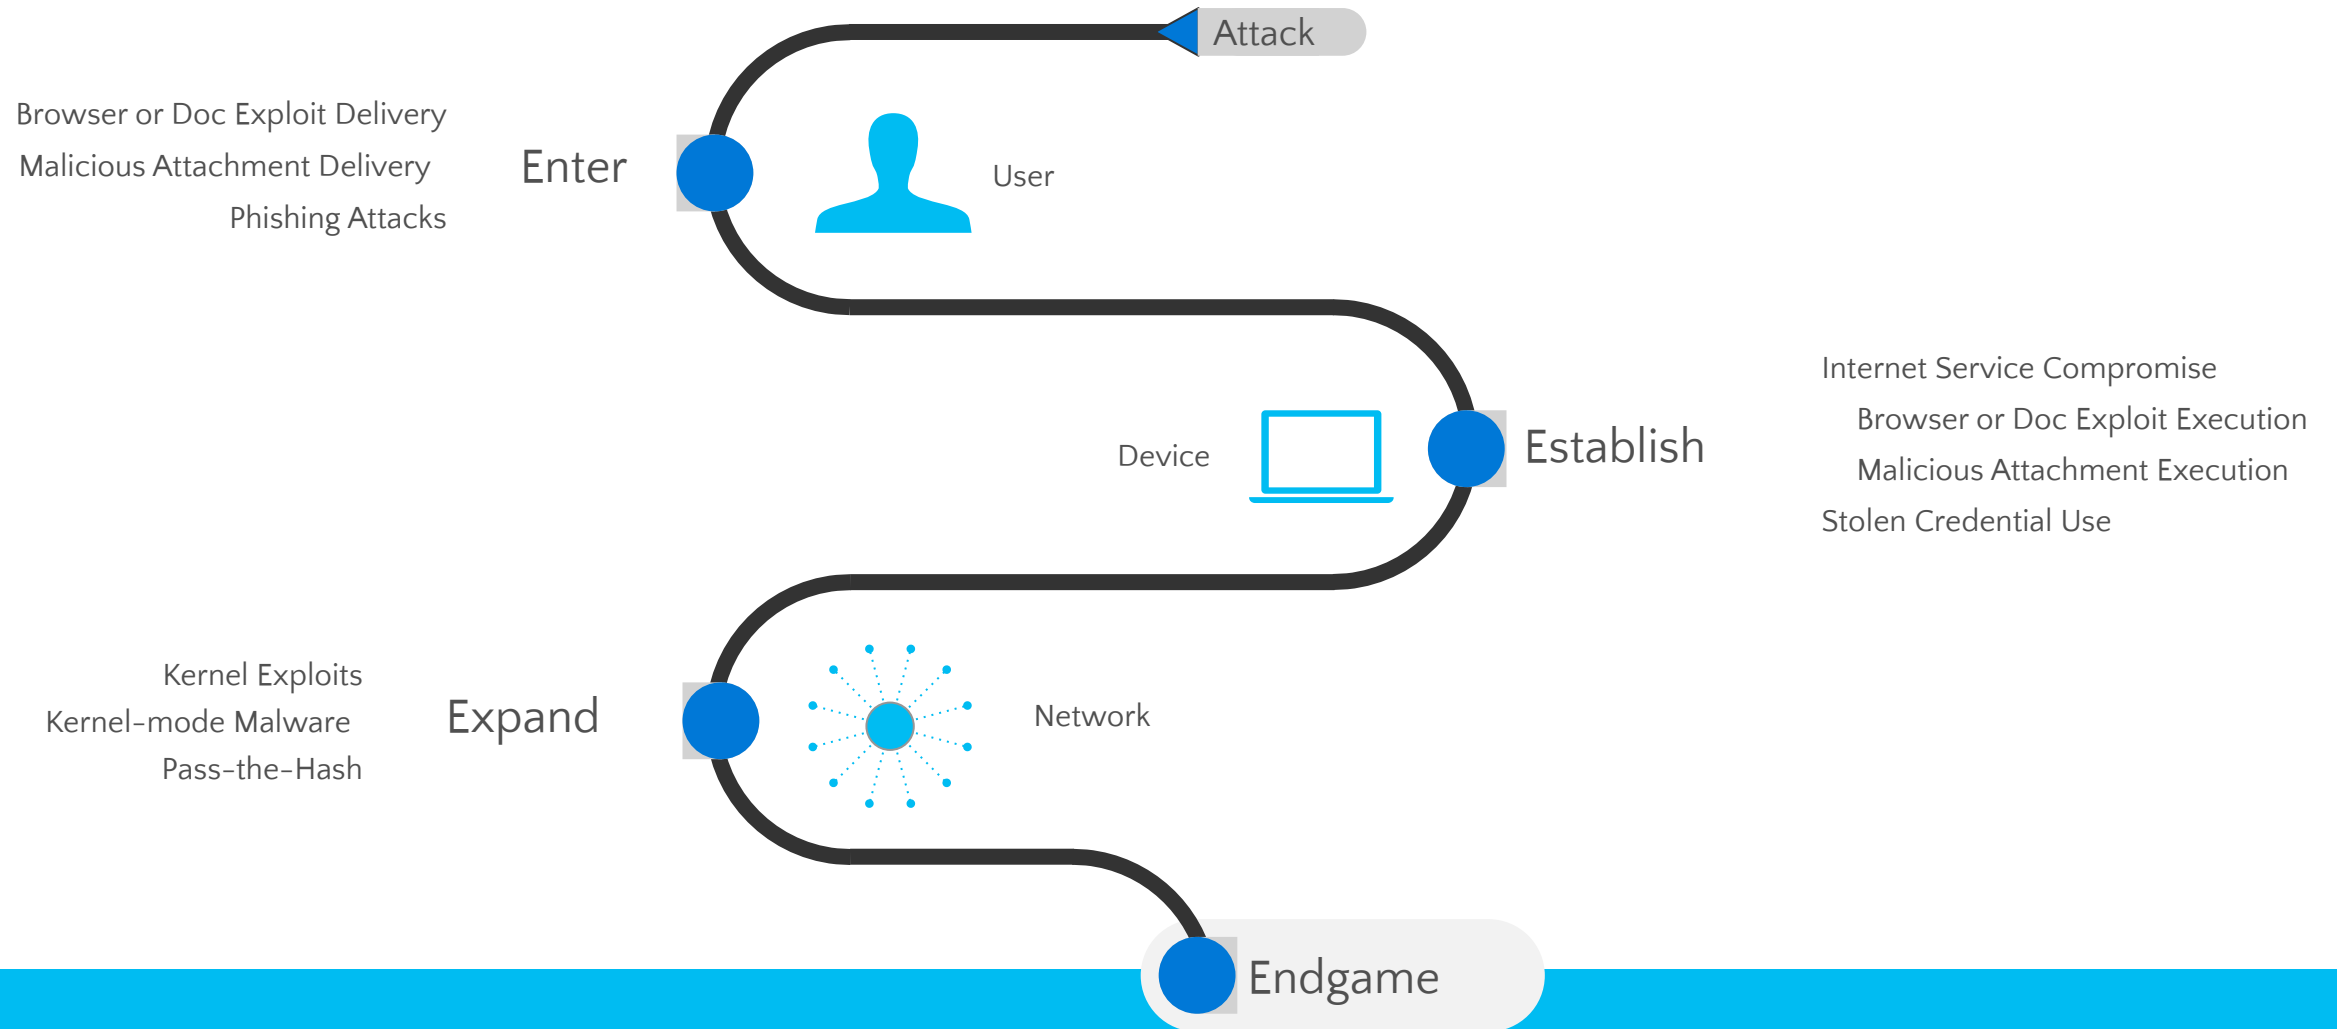 Attack
Browser or Doc Exploit Delivery
Malicious Attachment Delivery
Phishing Attacks
Enter
User
Internet Service Compromise
Browser or Doc Exploit Execution
Malicious Attachment Execution
Stolen Credential Use
Device
Establish
Kernel Exploits
Kernel-mode Malware
Pass-the-Hash
Expand
Network
Endgame